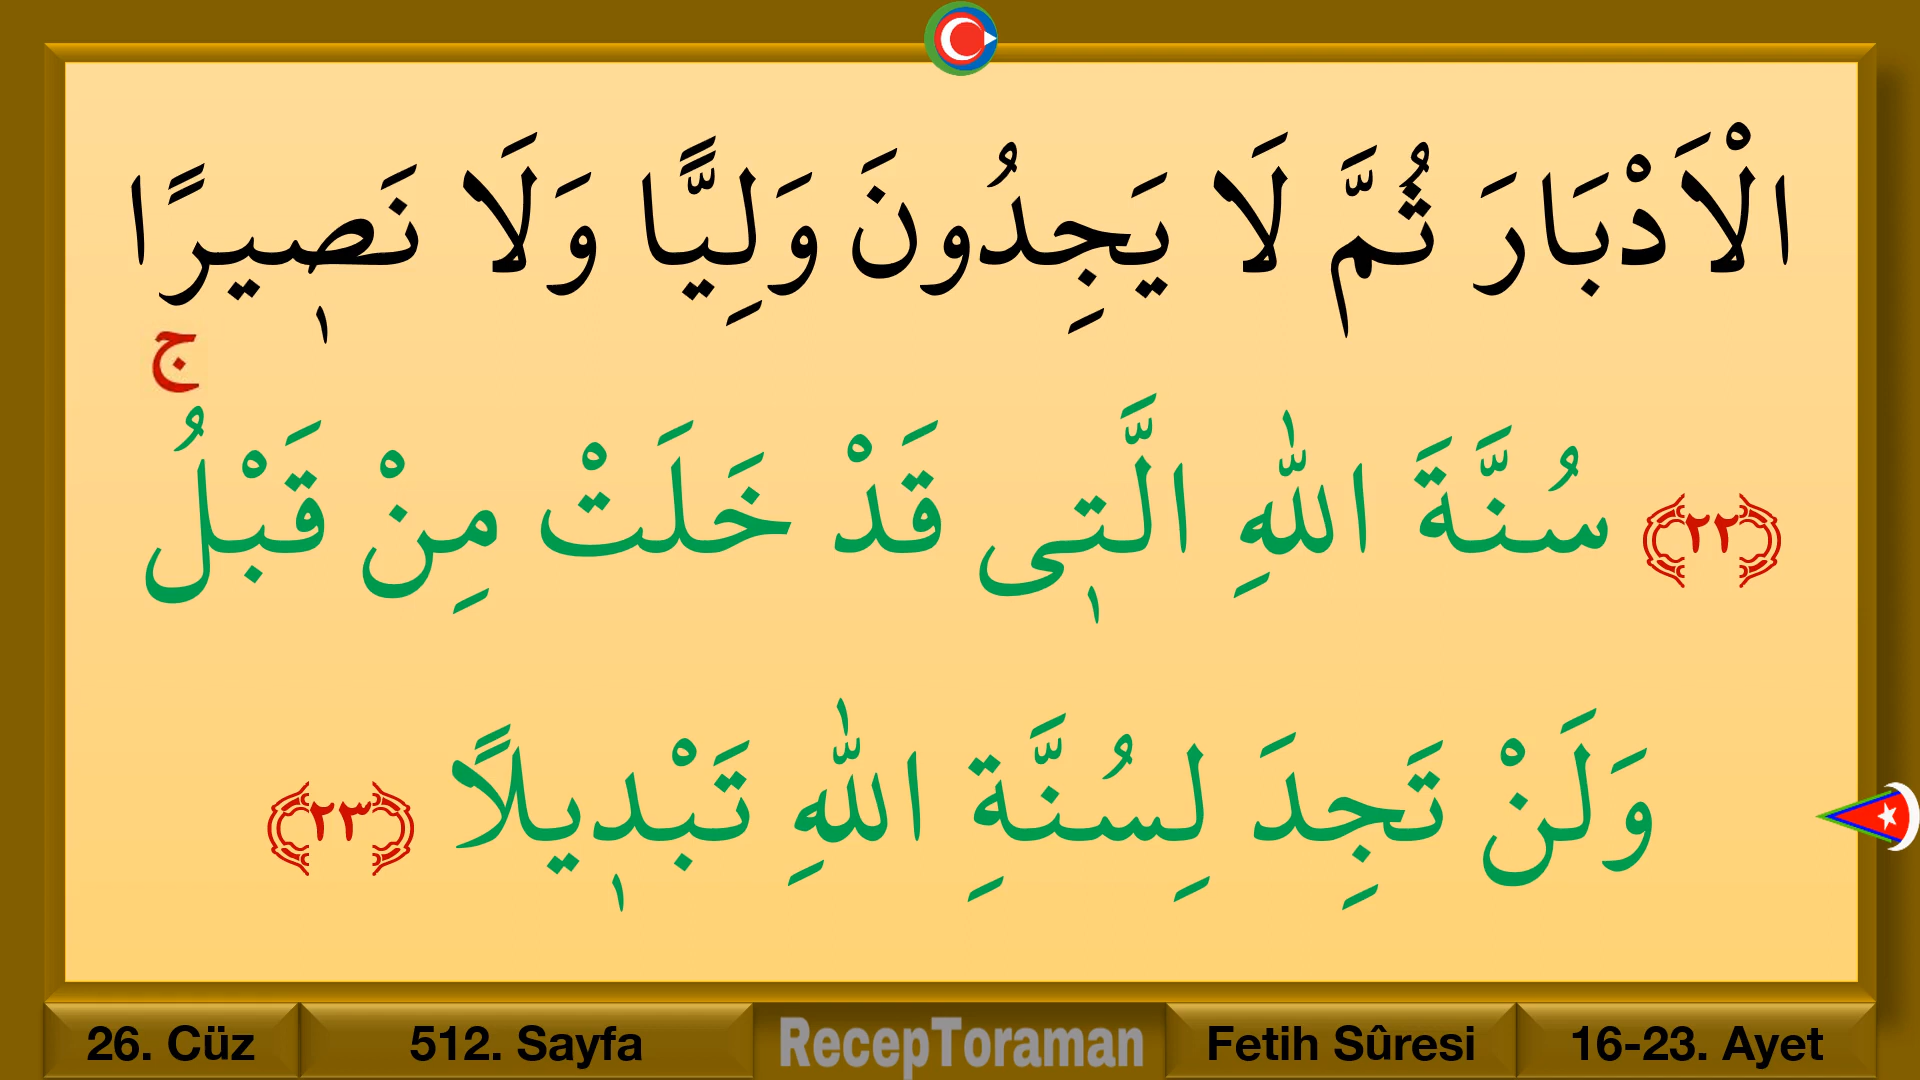 الْاَدْبَارَ ثُمَّ لَا يَجِدُونَ وَلِيًّا وَلَا نَصٖيرًا
﴿٢٢﴾ سُنَّةَ اللّٰهِ الَّتٖى قَدْ خَلَتْ مِنْ قَبْلُ ج
وَلَنْ تَجِدَ لِسُنَّةِ اللّٰهِ تَبْدٖيلًا ﴿٢٣﴾
26. Cüz 512. Sayfa RecepToraman Fetih Sûresi 16-23. Ayet